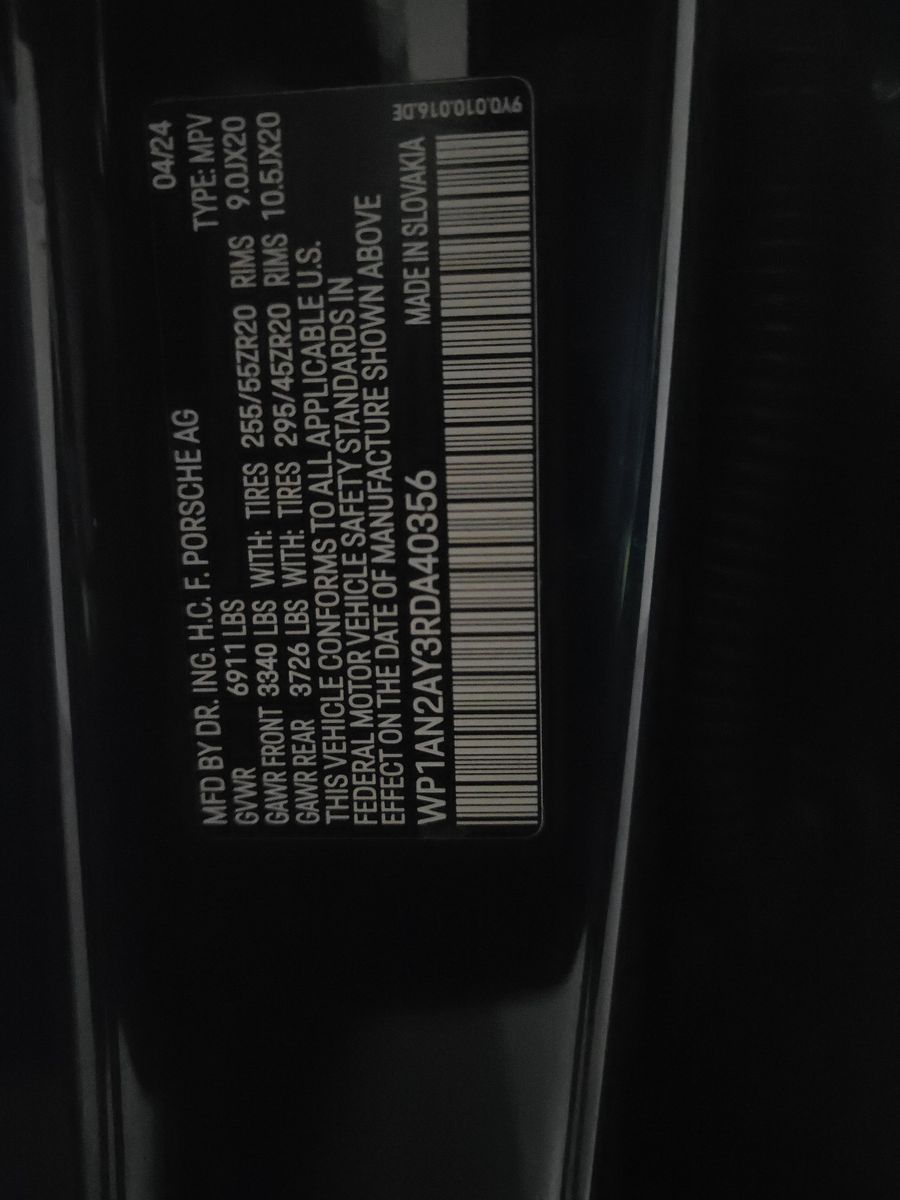 MFD BY DR. ING. H.C. F. PORSCHE AG 04/24
GVWR 6911 LBS TYPE: MPV
GAWR FRONT 3340 LBS WITH: TIRES 255/55ZR20 RIMS 9.0JX20
GAWR REAR 3726 LBS WITH: TIRES 295/45ZR20 RIMS 10.5JX20
THIS VEHICLE CONFORMS TO ALL APPLICABLE U.S.
FEDERAL MOTOR VEHICLE SAFETY STANDARDS IN
EFFECT ON THE DATE OF MANUFACTURE SHOWN ABOVE
WP1AN2AY3RDA40356 MADE IN SLOVAKIA
9Y0.010.016.DE